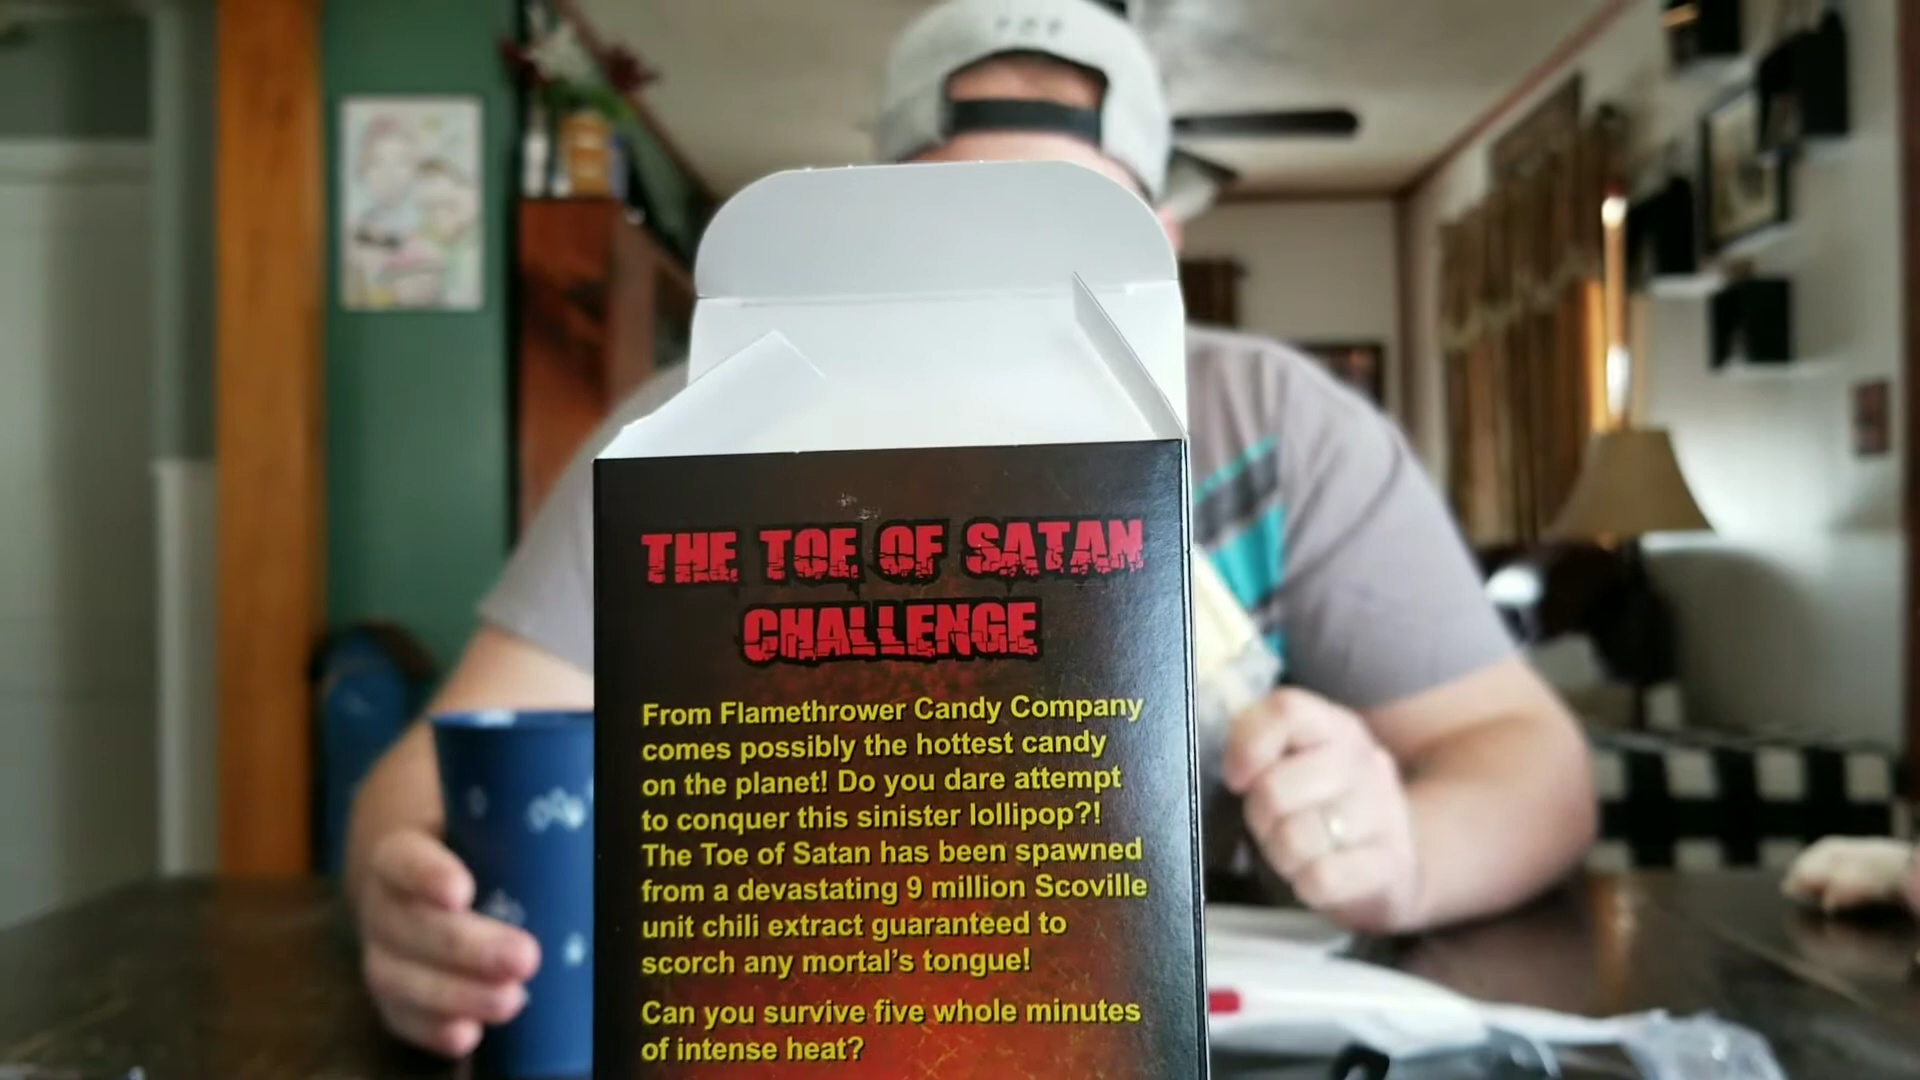 THE TOE OF SATAN
CHALLENGE
From Flamethrower Candy Company
comes possibly the hottest candy
on the planet! Do you dare attempt
to conquer this sinister lollipop?!
The Toe of Satan has been spawned
from a devastating 9 million Scoville
unit chili extract guaranteed to
scorch any mortal's tongue!
Can you survive five whole minutes
of intense heat?